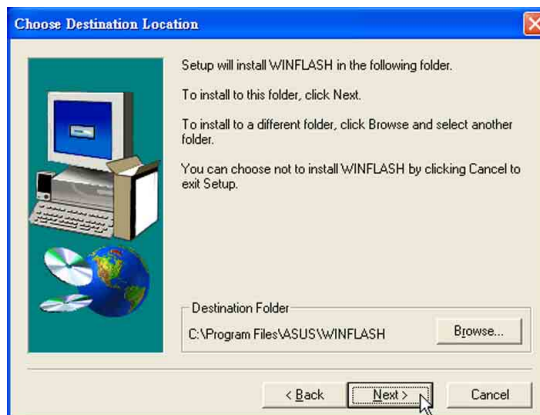 Choose Destination Location
Setup will install WINFLASH in the following folder.
To install to this folder, click Next.
To install to a different folder, click Browse and select another
folder.
You can choose not to install WINFLASH by clicking Cancel to
exit Setup.
Destination Folder
C:\Program Files\ASUS\WINFLASH
Browse...
< Back
Next >
Cancel